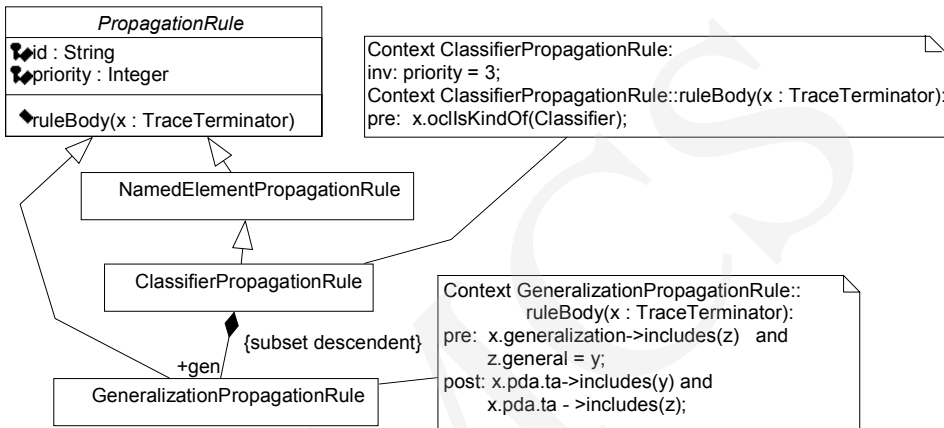 PropagationRule
id : String
priority : Integer
ruleBody(x : TraceTerminator)
Context ClassifierPropagationRule:
inv: priority = 3;
Context ClassifierPropagationRule::ruleBody(x : TraceTerminator):
pre: x.oclIsKindOf(Classifier);
NamedElementPropagationRule
ClassifierPropagationRule
{subset descendent}
+gen
GeneralizationPropagationRule
Context GeneralizationPropagationRule::
ruleBody(x : TraceTerminator):
pre: x.generalization->includes(z) and
z.general = y;
post: x.pda.ta->includes(y) and
x.pda.ta - >includes(z);